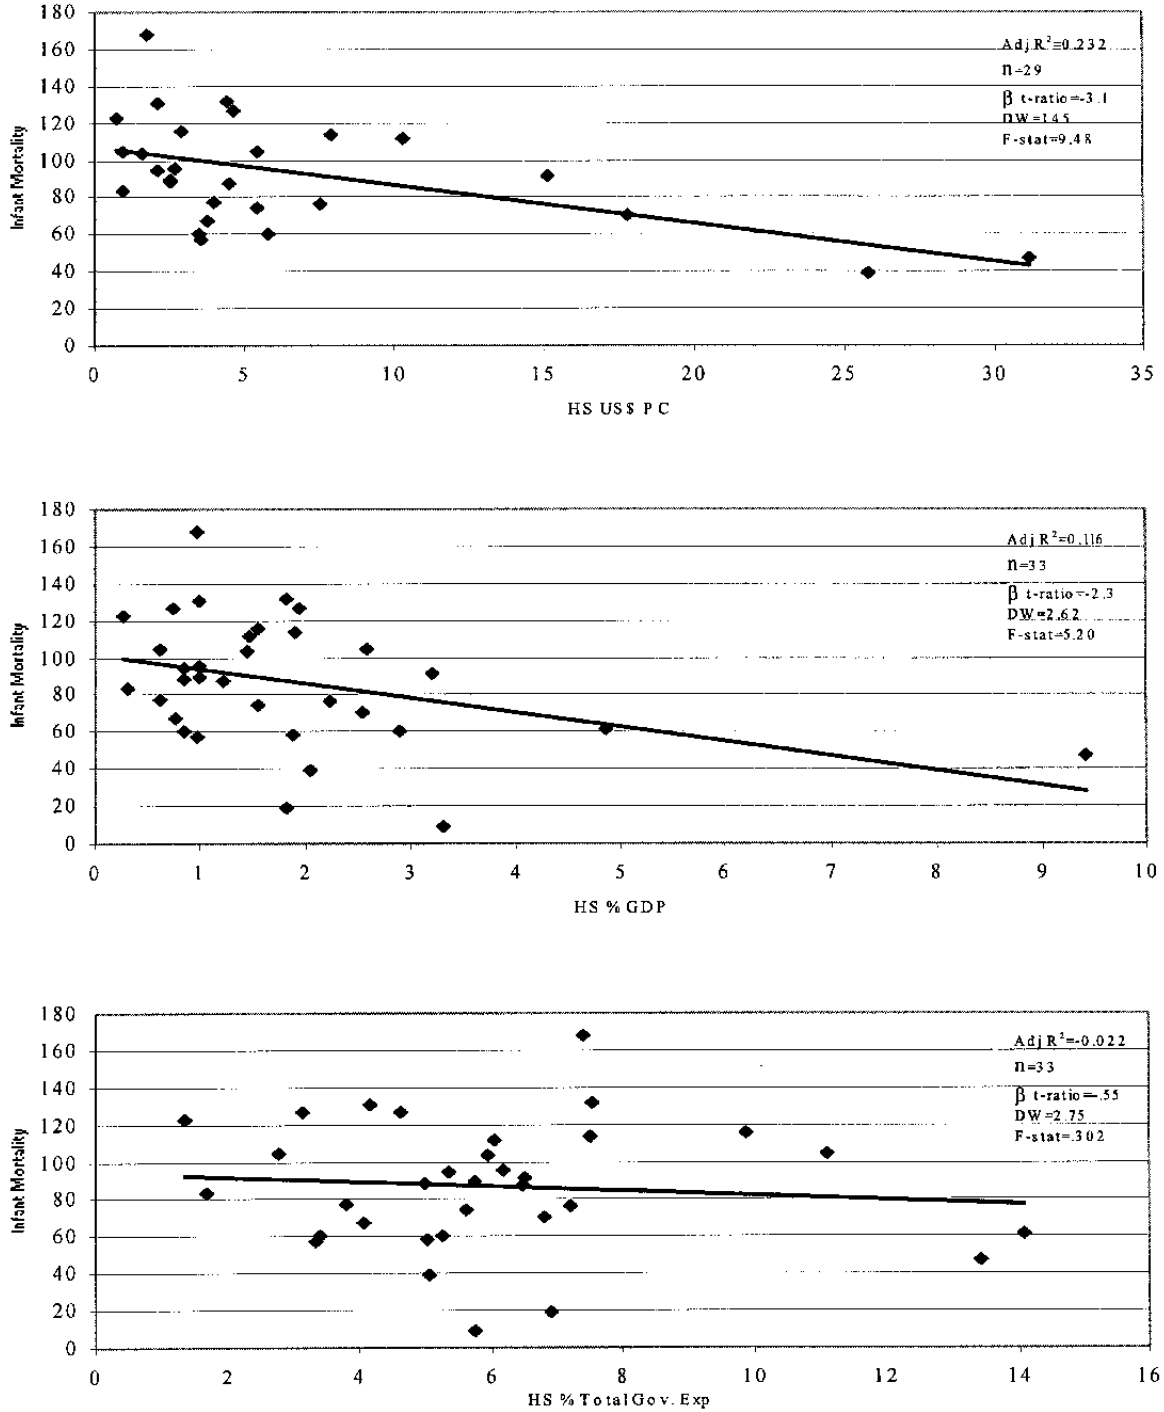 180
160
140
120
100
80
60
40
20
0
Infant Mortality
Adj R²=0.232
n=29
β t-ratio=-3.1
DW=1.45
F-stat=9.48
0 5 10 15 20 25 30 35
HS US$ PC
180
160
140
120
100
80
60
40
20
0
Infant Mortality
Adj R²=0.116
n=33
β t-ratio=-2.3
DW=2.62
F-stat=5.20
0 1 2 3 4 5 6 7 8 9 10
HS % GDP
180
160
140
120
100
80
60
40
20
0
Infant Mortality
Adj R²=-0.022
n=33
β t-ratio=-.55
DW=2.75
F-stat=.302
0 2 4 6 8 10 12 14 16
HS % Total Gov. Exp